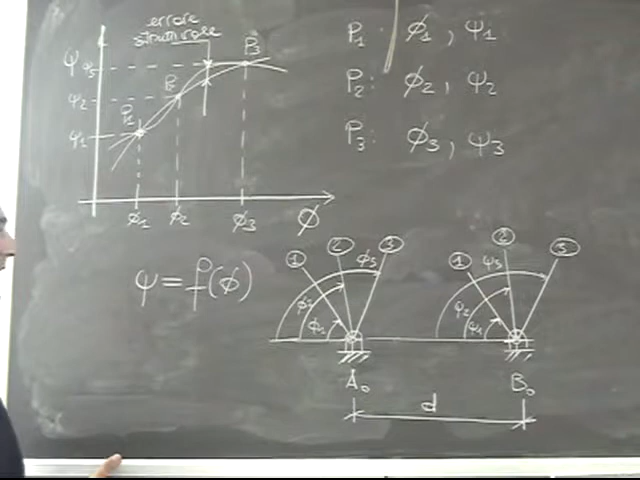 errore
strutturale
ψ
ψ3
P3
P2
ψ2
P1
ψ1
ϕ1 ϕ2 ϕ3 ϕ
P1: ϕ1, ψ1
P2: ϕ2, ψ2
P3: ϕ3, ψ3
ψ = f(ϕ)
1 2 3
ϕ3
ϕ2
ϕ1
1 2 3
ψ3
ψ2
ψ1
A0 B0
d